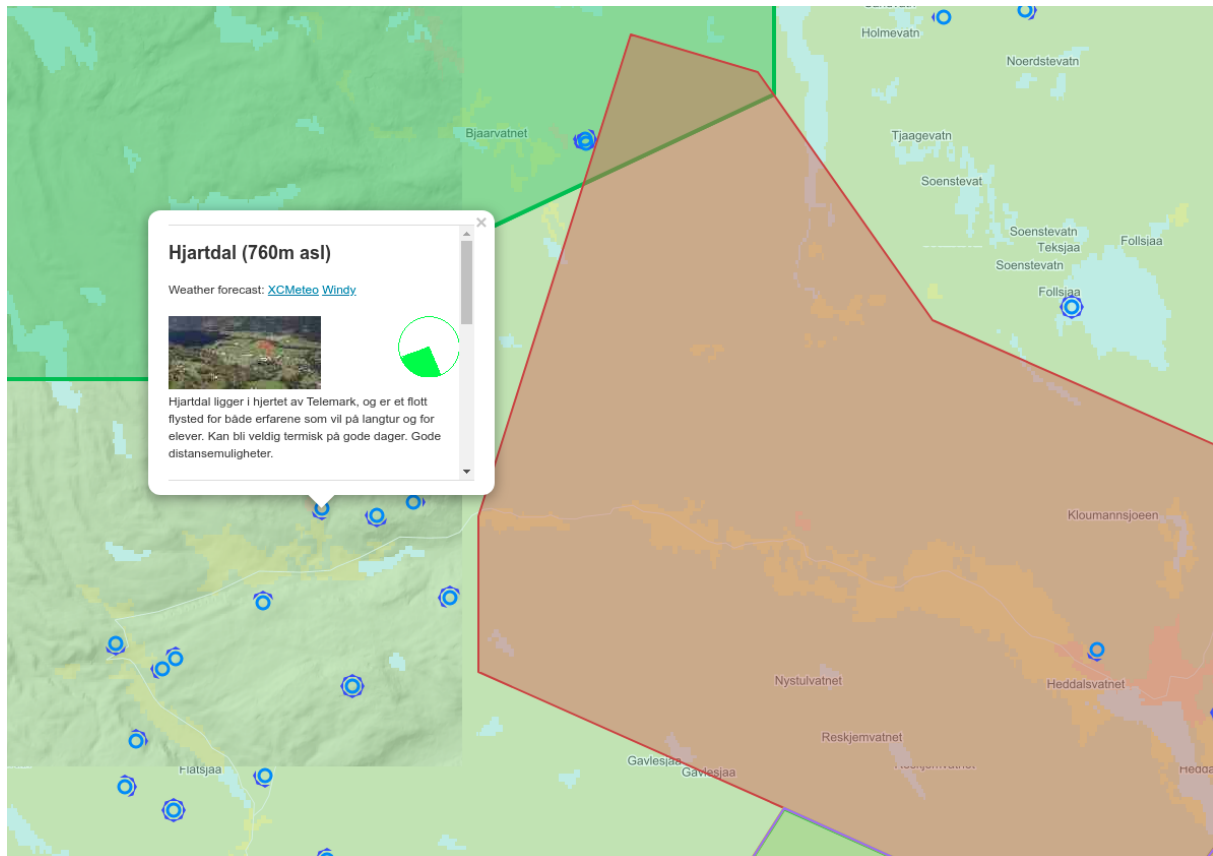 Holmevatn
Noerdstevatn
Bjaarvatnet
Tjaagevatn
Soenstevat
Soenstevatn
Teksjaa
Follsjaa
Soenstevatn
Follsjaa
×
Hjartdal (760m asl)
Weather forecast: XCMeteo Windy
Hjartdal ligger i hjertet av Telemark, og er et flott
flysted for både erfarene som vil på langtur og for
elever. Kan bli veldig termisk på gode dager. Gode
distansemuligheter.
Kloumannsjoeen
Nystulvatnet
Heddalsvatnet
Reskjemvatnet
Gavlesjaa
Gavlesjaa
Flatsjaa
Reskjemvatnet
Hedda